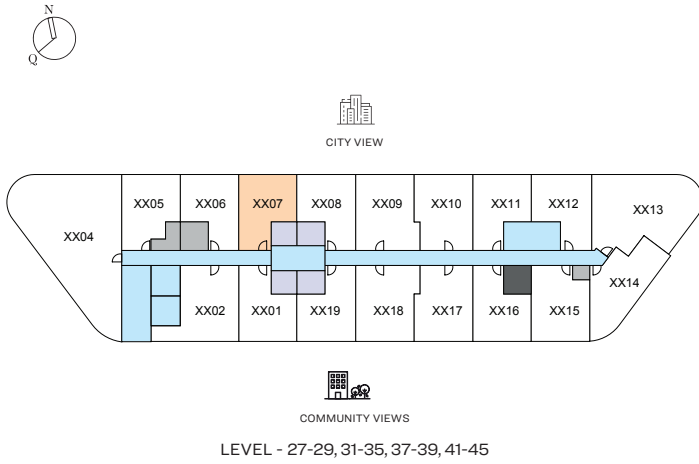 N
Q
CITY VIEW
XX05 XX06 XX07 XX08 XX09 XX10 XX11 XX12
XX13
XX04
XX14
XX02 XX01 XX19 XX18 XX17 XX16 XX15
COMMUNITY VIEWS
LEVEL - 27-29, 31-35, 37-39, 41-45